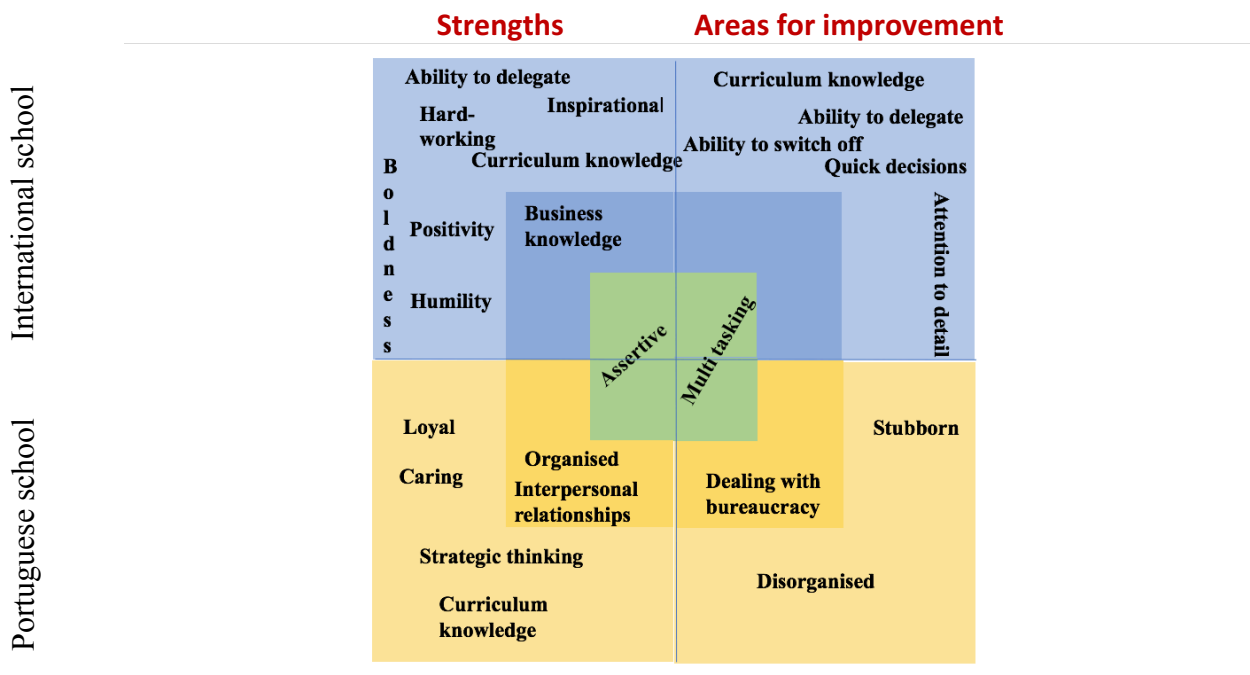 Strengths
Areas for improvement
International school
Ability to delegate
Inspirational
Hard-
working
Curriculum knowledge
Boldness
Positivity
Humility
Business
knowledge
Curriculum knowledge
Ability to delegate
Ability to switch off
Quick decisions
Attention to detail
Assertive
Multi tasking
Portuguese school
Loyal
Caring
Organised
Interpersonal
relationships
Strategic thinking
Curriculum
knowledge
Stubborn
Dealing with
bureaucracy
Disorganised